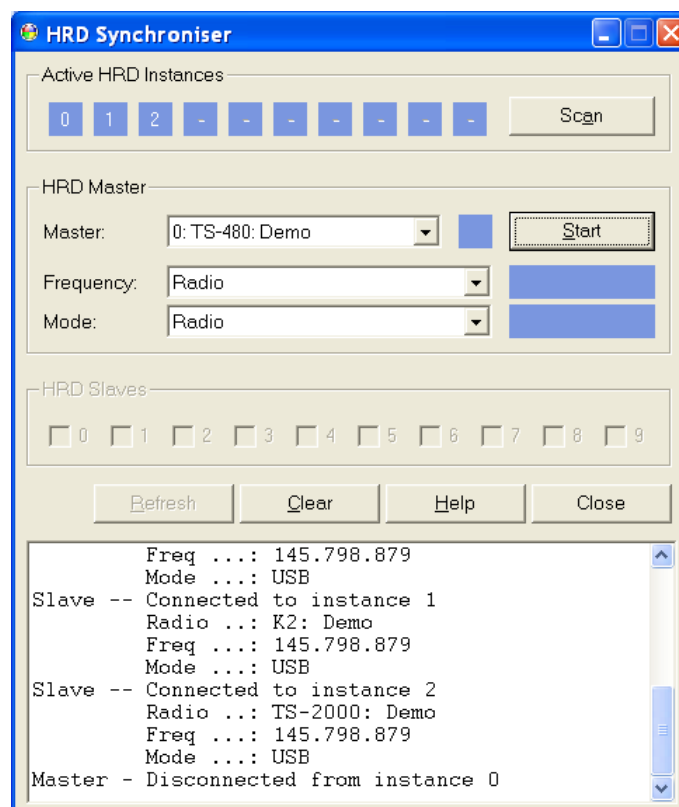 HRD Synchroniser
Active HRD Instances
0 1 2 - - - - - - - Scan
HRD Master
Master: 0: TS-480: Demo Start
Frequency: Radio
Mode: Radio
HRD Slaves
0 1 2 3 4 5 6 7 8 9
Refresh Clear Help Close
Freq ...: 145.798.879
Mode ...: USB
Slave -- Connected to instance 1
Radio ..: K2: Demo
Freq ...: 145.798.879
Mode ...: USB
Slave -- Connected to instance 2
Radio ..: TS-2000: Demo
Freq ...: 145.798.879
Mode ...: USB
Master - Disconnected from instance 0